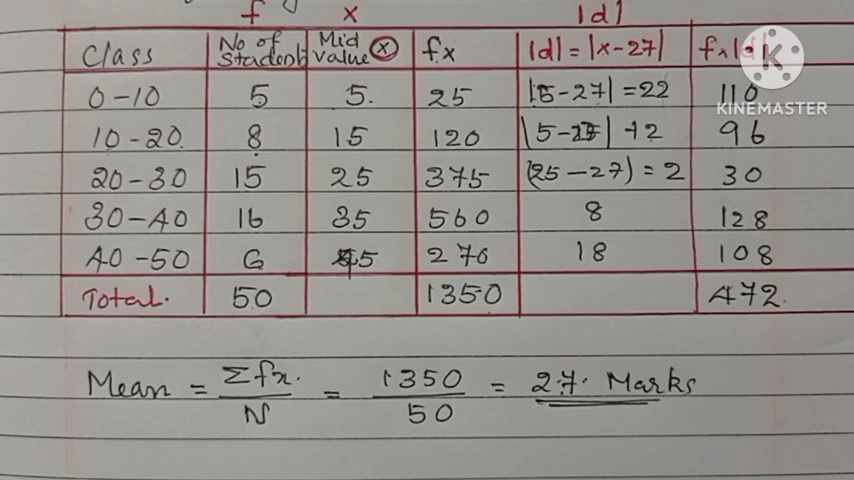 f x |d|
Class No of Student Mid Value (x) fx |d| = |x-27| fx|d|
0-10 5 5. 25 |5-27| = 22 110
10-20. 8 15 120 |5-27| 12 96
20-30 15 25 375 (25-27) = 2 30
30-40 16 35 560 8 128
40-50 6 45 270 18 108
Total. 50 1350 472.
Mean = Σfx. / N = 1350 / 50 = 27. Marks
K
KINEMASTER